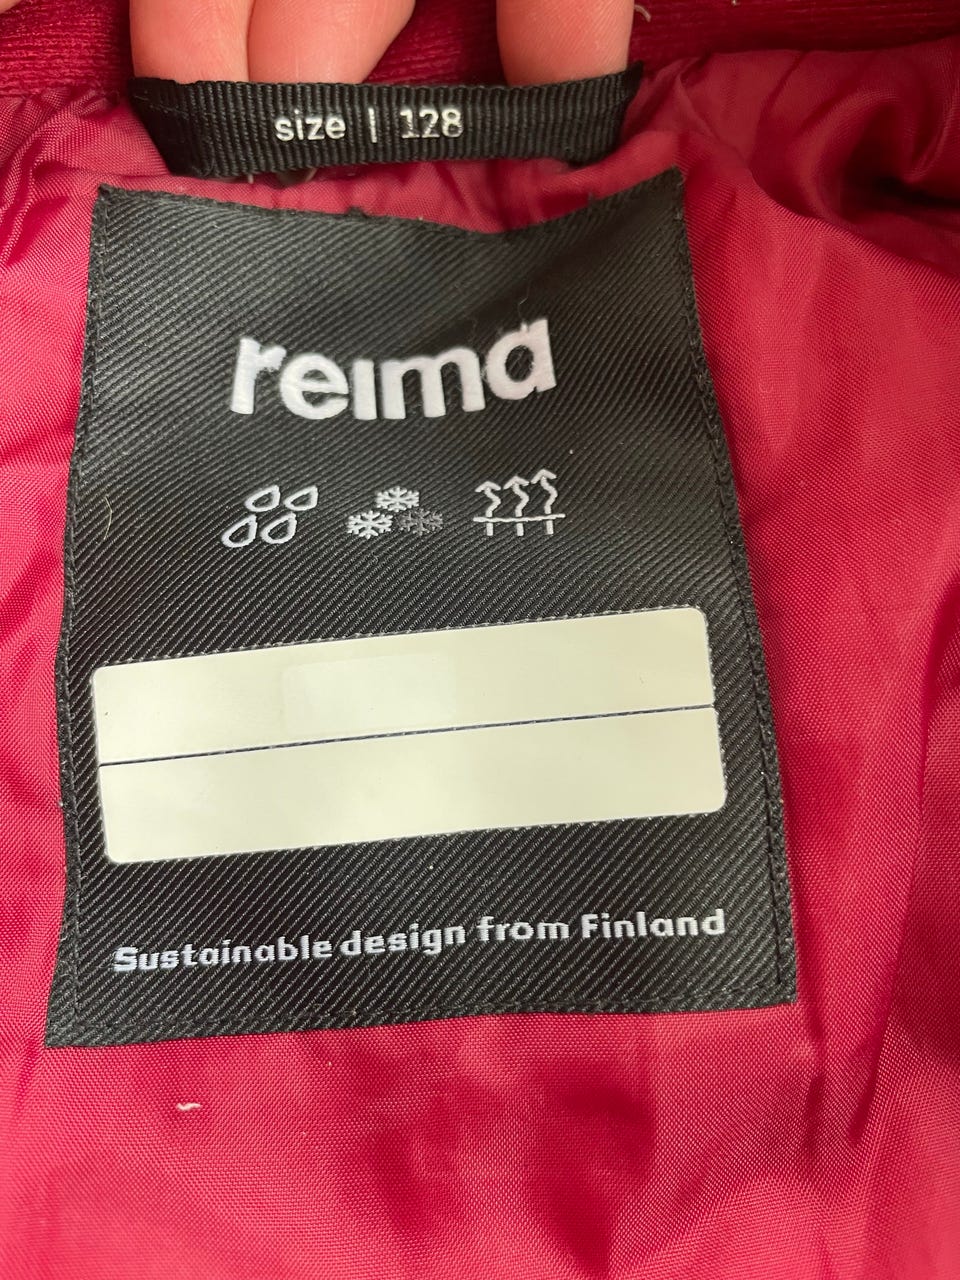 size | 128
reima
Sustainable design from Finland